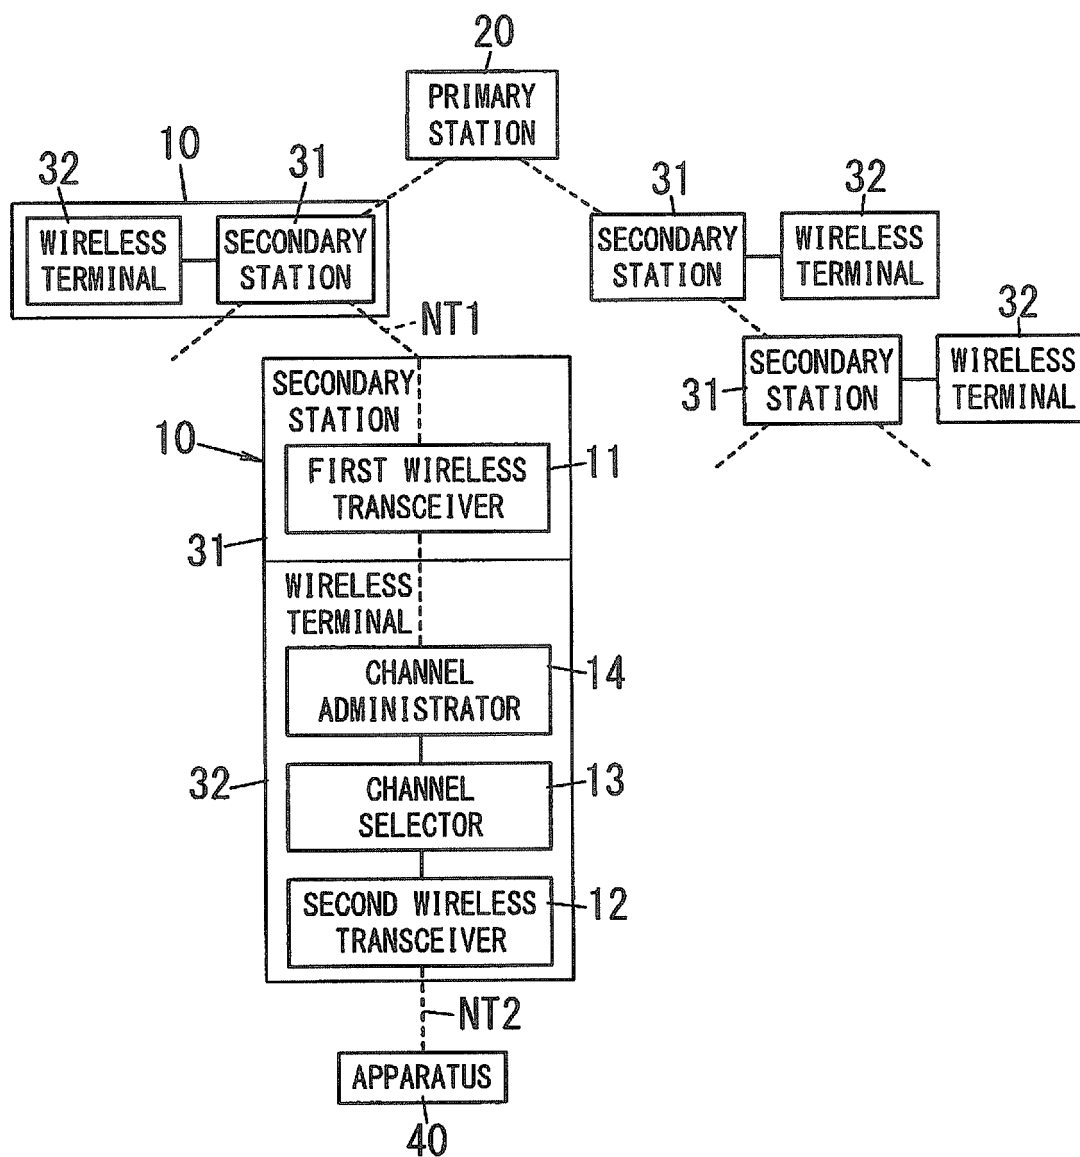 20
PRIMARY
STATION
10
32
31
WIRELESS
TERMINAL
SECONDARY
STATION
31
32
SECONDARY
STATION
WIRELESS
TERMINAL
NT1
32
SECONDARY
STATION
31
WIRELESS
TERMINAL
SECONDARY
STATION
10
FIRST WIRELESS
TRANSCEIVER
11
31
WIRELESS
TERMINAL
CHANNEL
ADMINISTRATOR
14
32
CHANNEL
SELECTOR
13
SECOND WIRELESS
TRANSCEIVER
12
NT2
APPARATUS
40